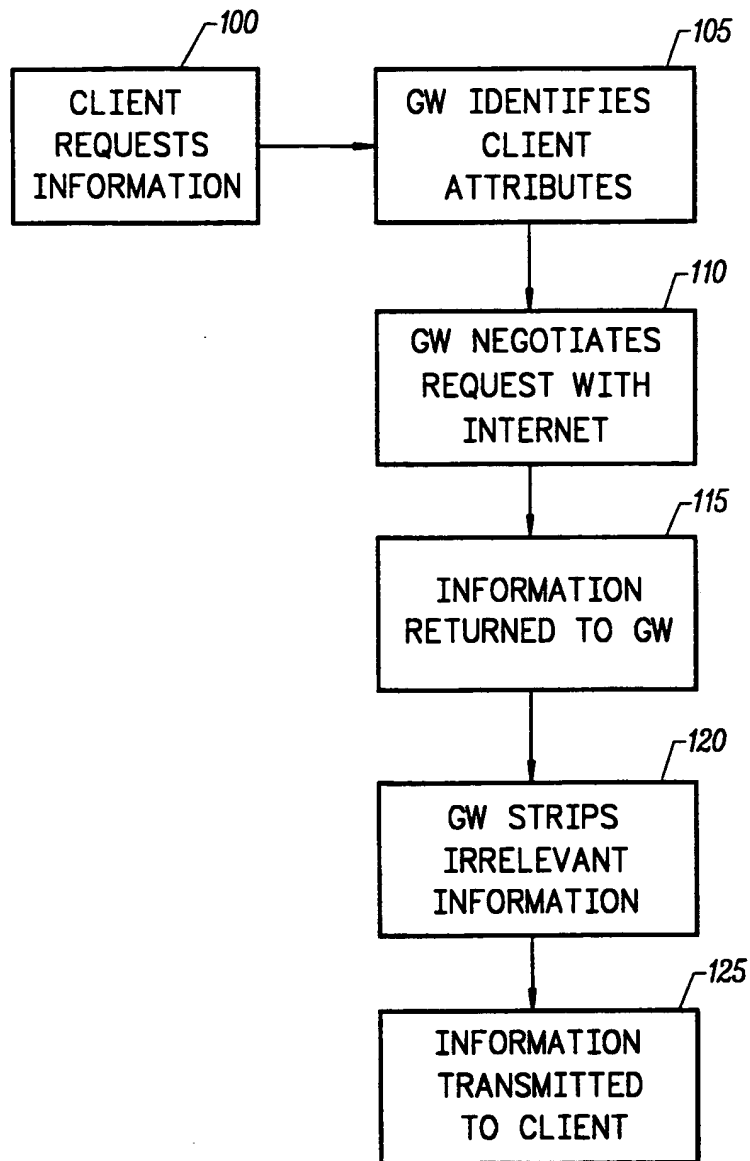 100
CLIENT
REQUESTS
INFORMATION
105
GW IDENTIFIES
CLIENT
ATTRIBUTES
110
GW NEGOTIATES
REQUEST WITH
INTERNET
115
INFORMATION
RETURNED TO GW
120
GW STRIPS
IRRELEVANT
INFORMATION
125
INFORMATION
TRANSMITTED
TO CLIENT